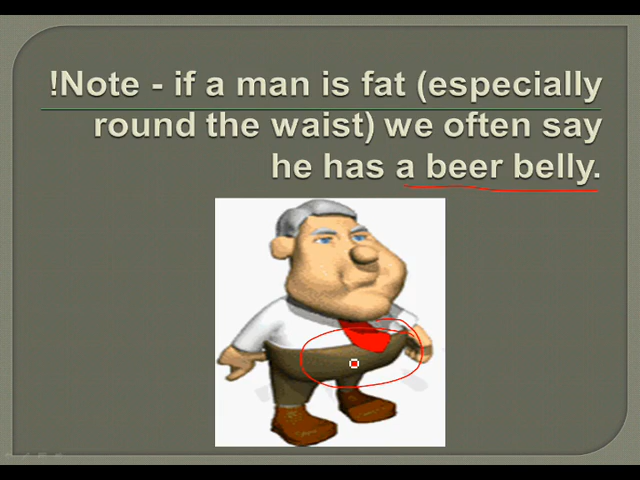 !Note - if a man is fat (especially
round the waist) we often say
he has a beer belly.